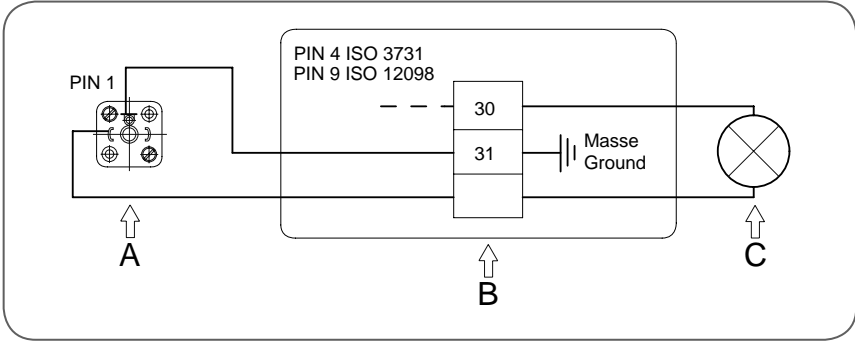 PIN 4 ISO 3731
PIN 9 ISO 12098
PIN 1
30
31
Masse
Ground
A
B
C